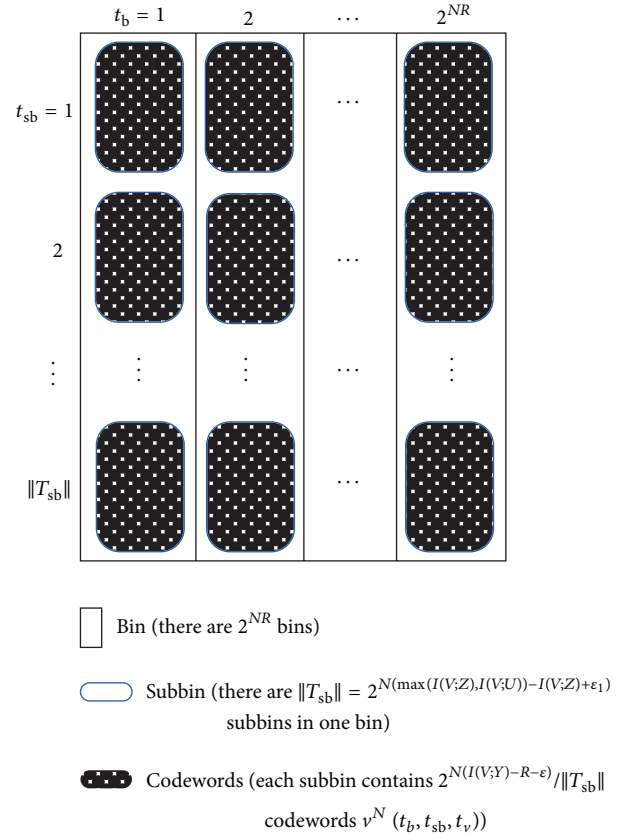 t_b = 1 2 ⋯ 2^{NR}
t_sb = 1 ⋯
2 ⋯
⋮ ⋮ ⋮ ⋯ ⋮
‖T_sb‖ ⋯
Bin (there are 2^{NR} bins)
Subbin (there are ‖T_sb‖ = 2^{N(max(I(V;Z),I(V;U))−I(V;Z)+ε_1)}
subbins in one bin)
Codewords (each subbin contains 2^{N(I(V;Y)−R−ε)}/‖T_sb‖
codewords v^N (t_b, t_sb, t_v))